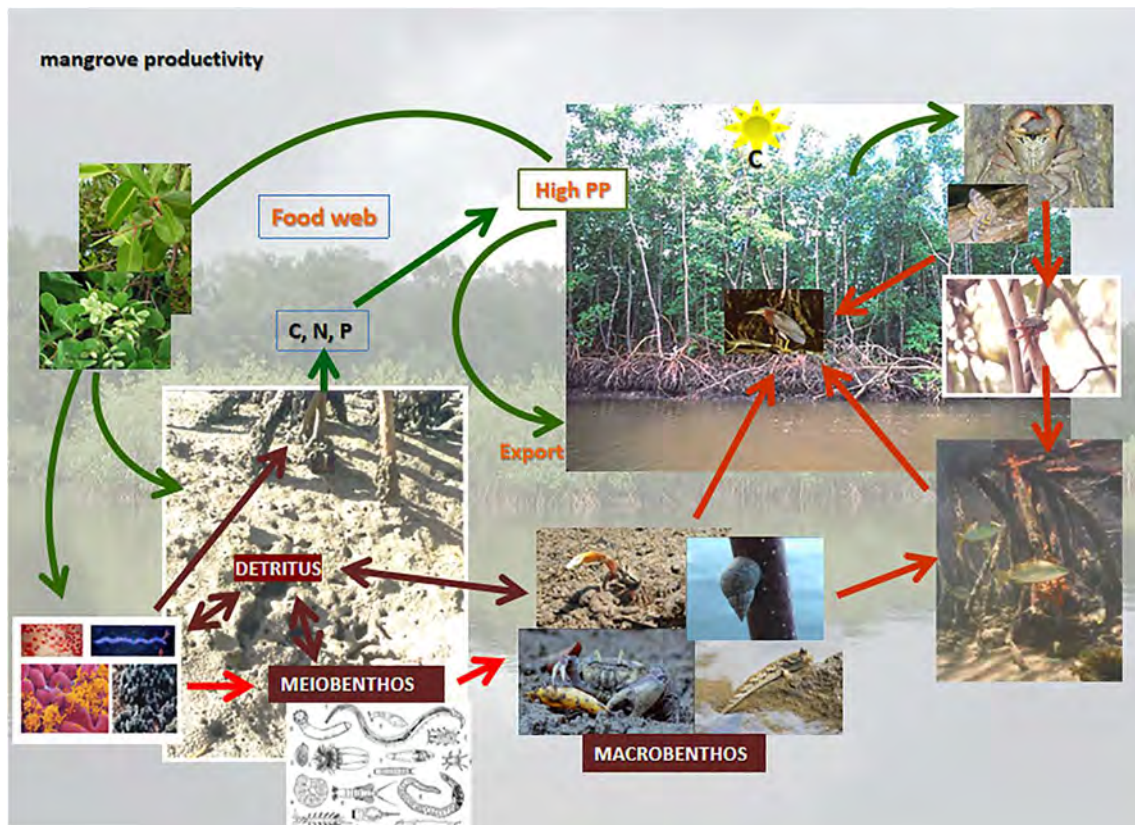 mangrove productivity
C
High PP
Food web
C, N, P
Export
DETRITUS
MEIOBENTHOS
MACROBENTHOS